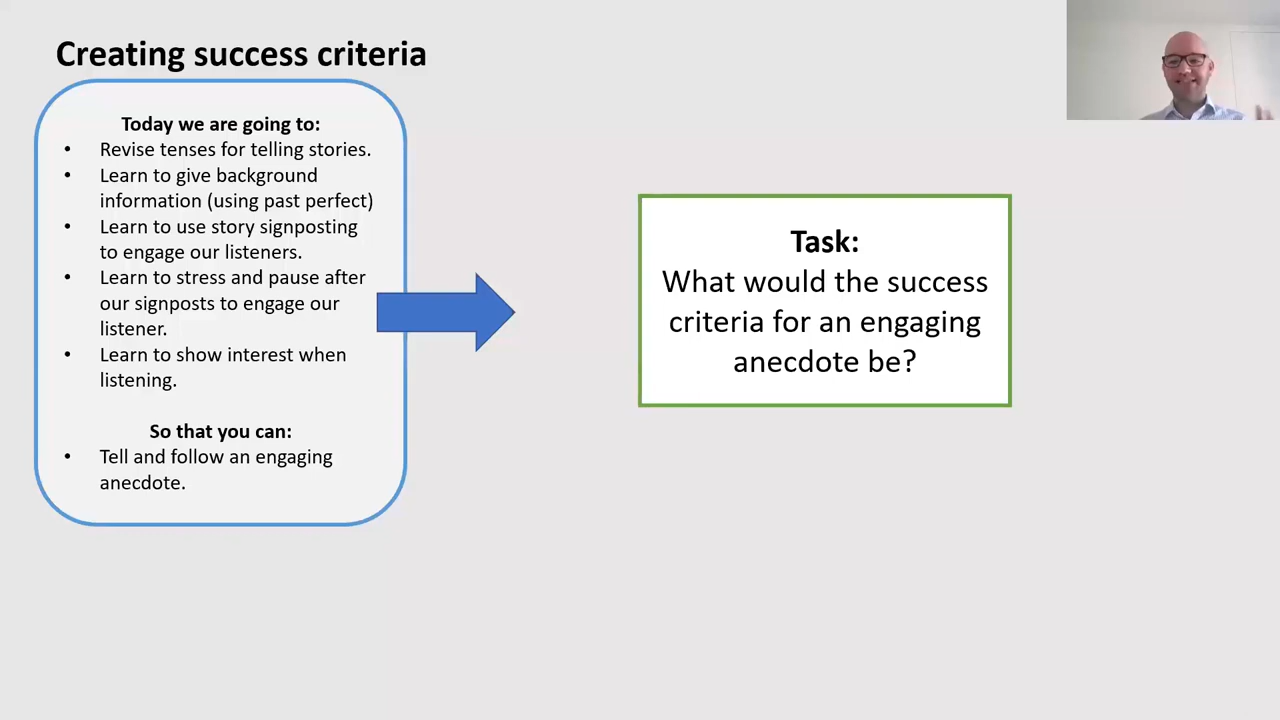 Creating success criteria
Today we are going to:
• Revise tenses for telling stories.
• Learn to give background
information (using past perfect)
• Learn to use story signposting
to engage our listeners.
• Learn to stress and pause after
our signposts to engage our
listener.
• Learn to show interest when
listening.
So that you can:
• Tell and follow an engaging
anecdote.
Task:
What would the success
criteria for an engaging
anecdote be?